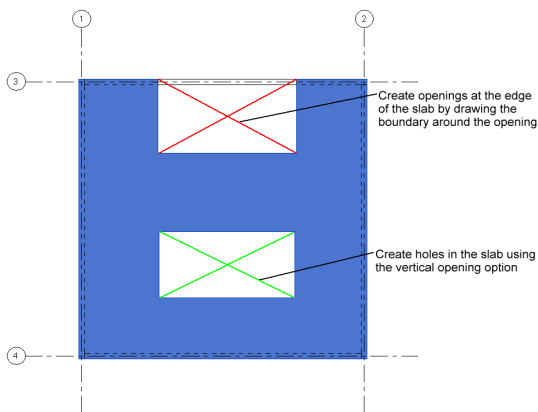 1
2
3
Create openings at the edge
of the slab by drawing the
boundary around the opening
Create holes in the slab using
the vertical opening option
4